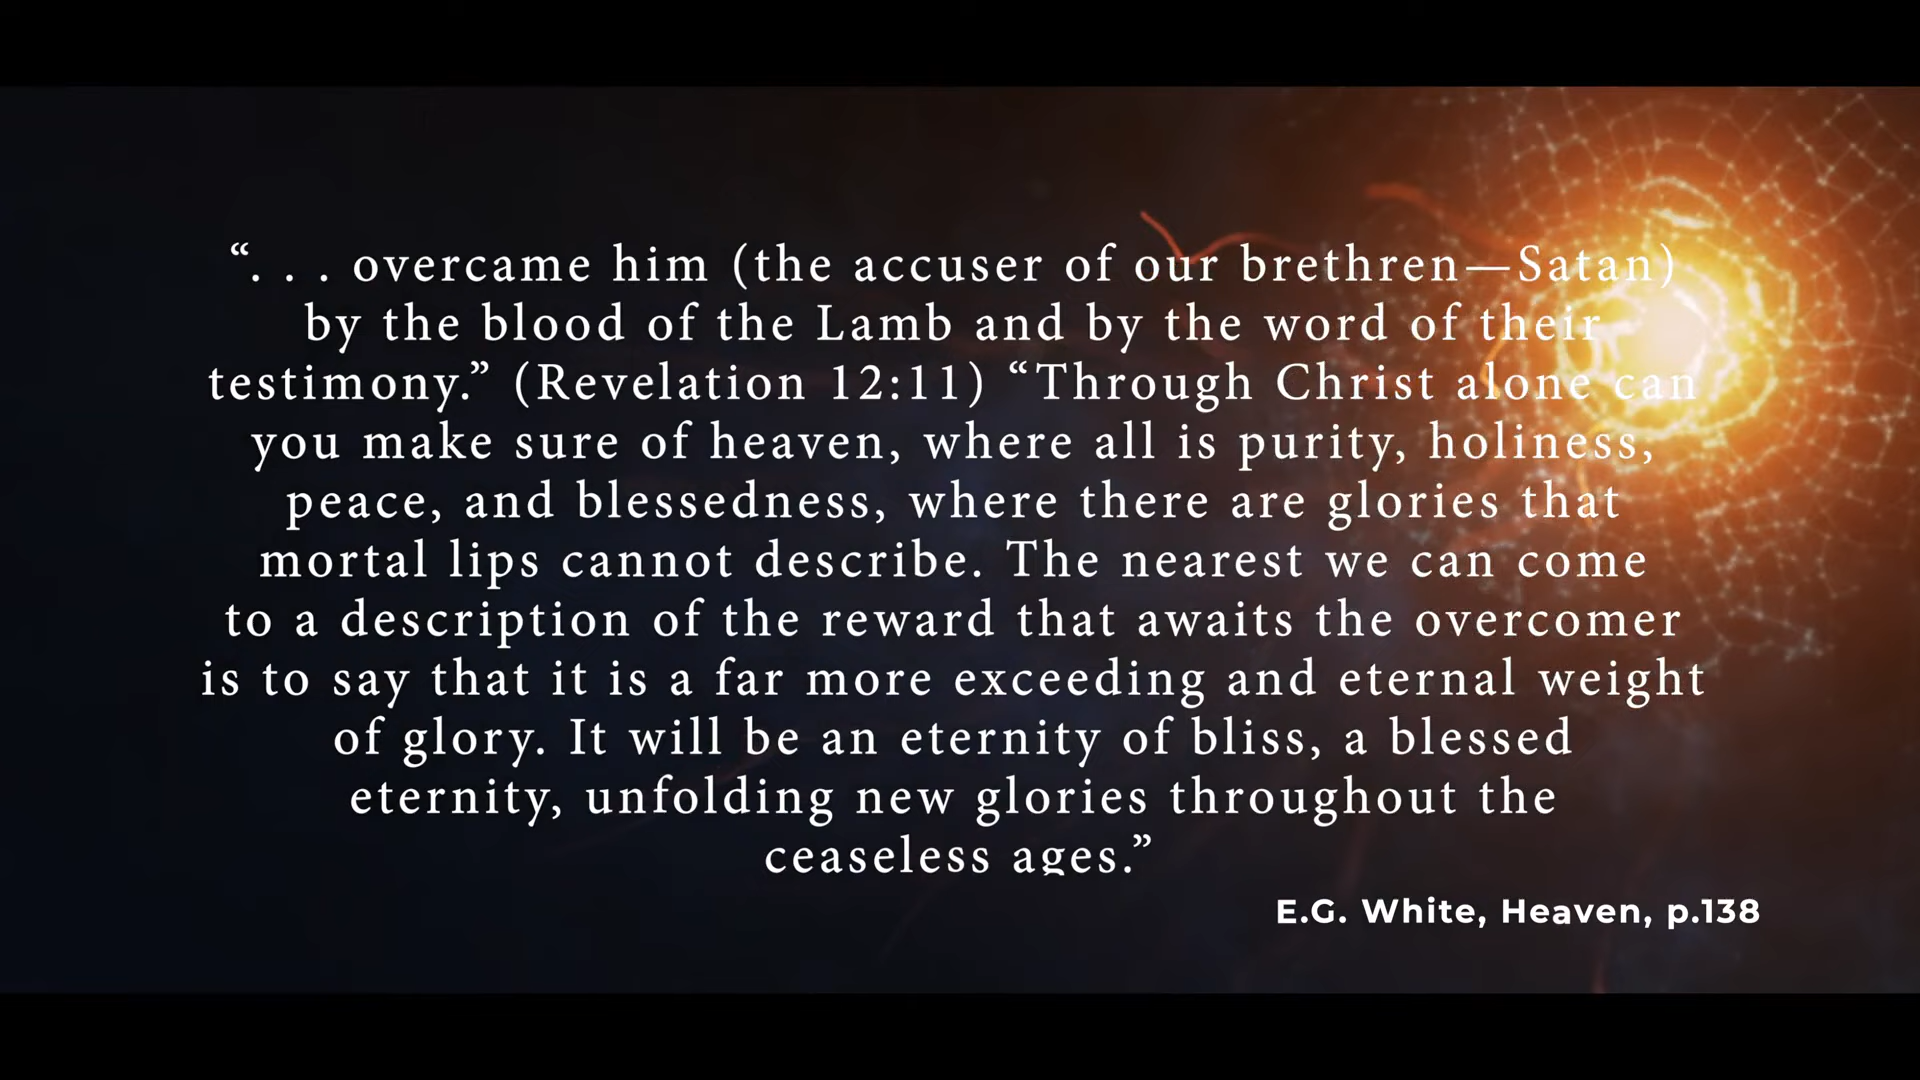 “. . . overcame him (the accuser of our brethren—Satan)
by the blood of the Lamb and by the word of their
testimony.” (Revelation 12:11) “Through Christ alone can
you make sure of heaven, where all is purity, holiness,
peace, and blessedness, where there are glories that
mortal lips cannot describe. The nearest we can come
to a description of the reward that awaits the overcomer
is to say that it is a far more exceeding and eternal weight
of glory. It will be an eternity of bliss, a blessed
eternity, unfolding new glories throughout the
ceaseless ages.”
E.G. White, Heaven, p.138